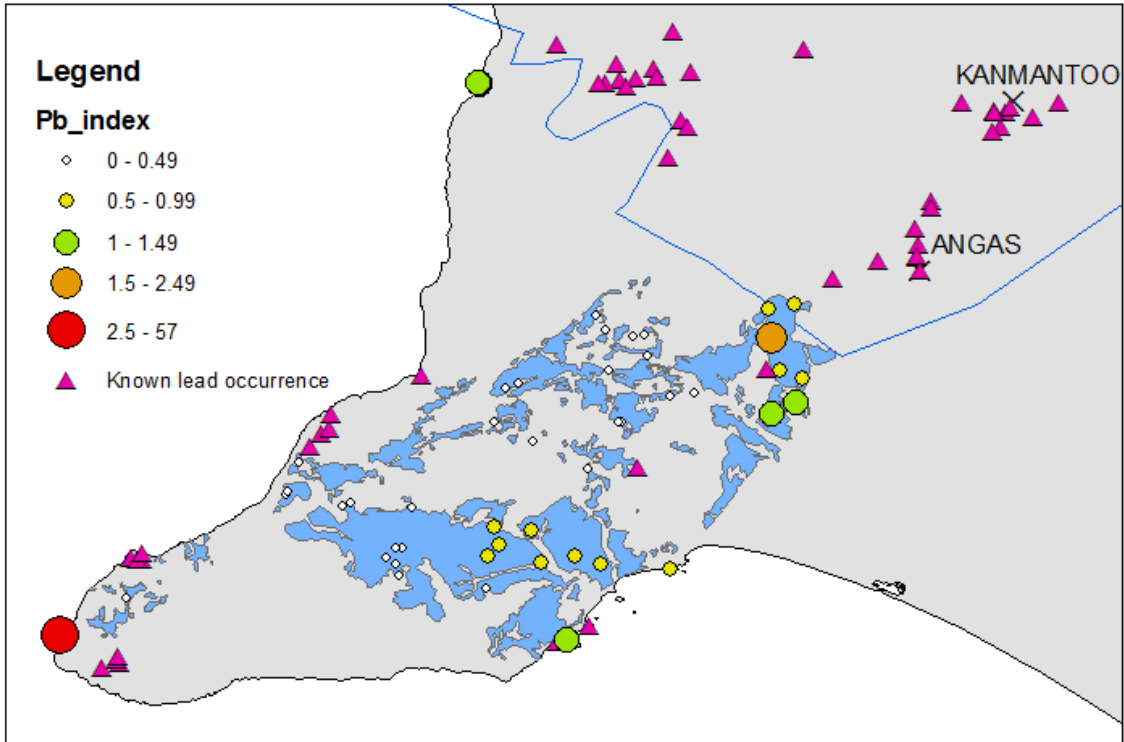 Legend
Pb_index
0 - 0.49
0.5 - 0.99
1 - 1.49
1.5 - 2.49
2.5 - 57
Known lead occurrence
KANMANTOO
ANGAS